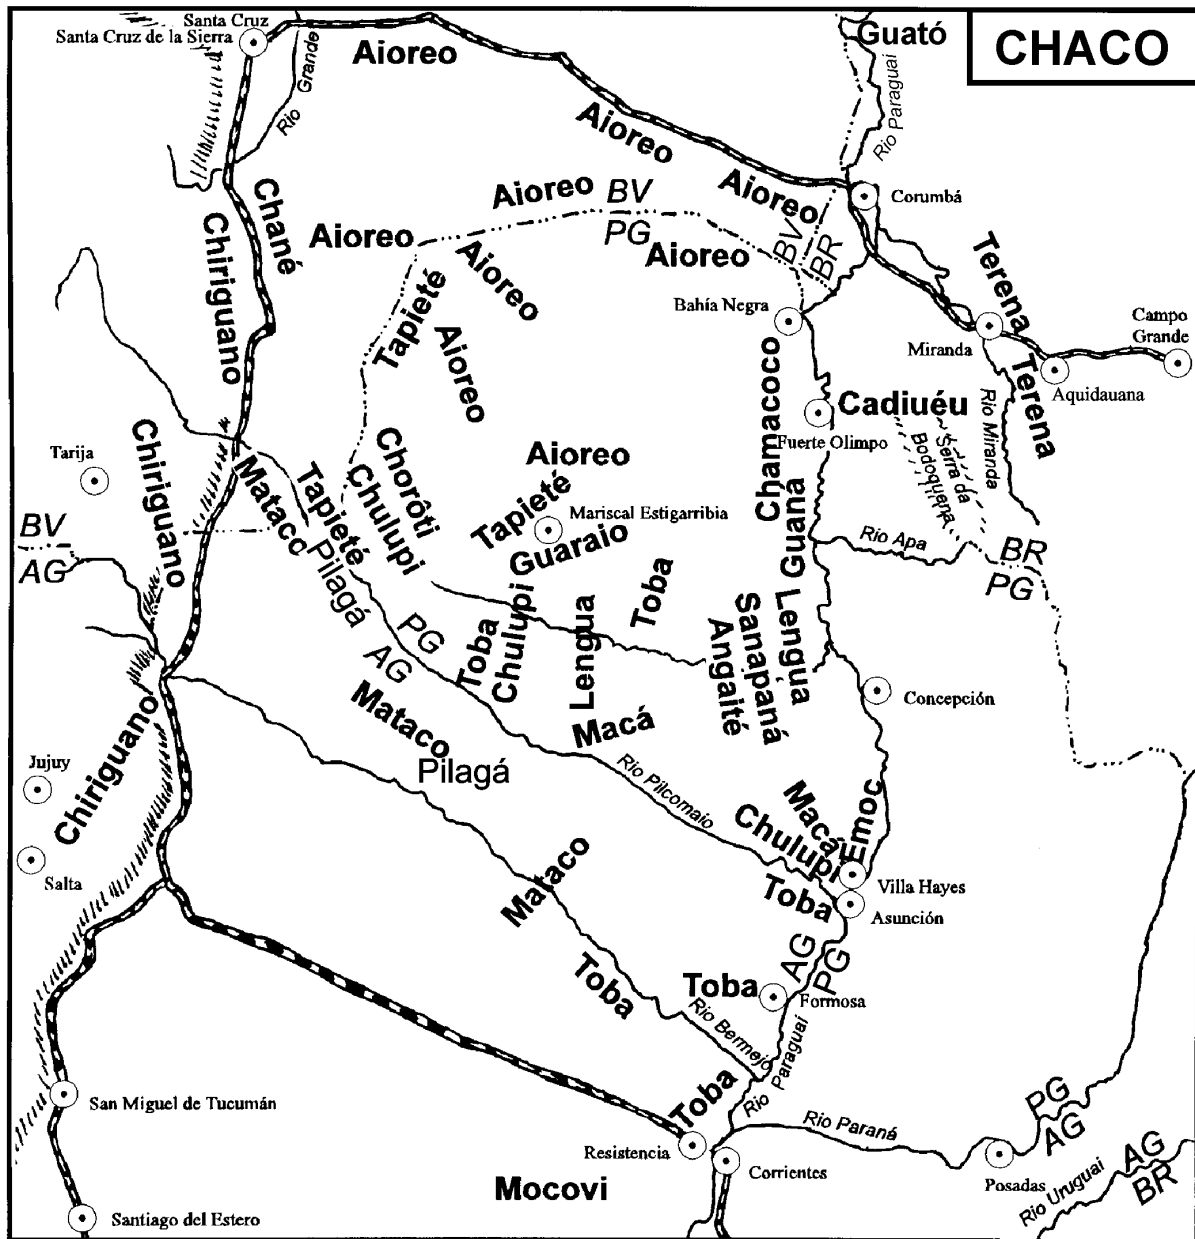 CHACO
Santa Cruz
Santa Cruz de la Sierra
Rio Grande
Aioreo
Guató
Rio Paraguai
Aioreo
Aioreo
Corumbá
Aioreo
BV
PG
BV
BR
Chané
Chiriguano
Aioreo
Aioreo
Aioreo
Tapieté
Aioreo
Bahía Negra
Terena
Campo
Grande
Miranda
Terena
Aquidauana
Rio Miranda
Chamacoco
Cadiuéu
Fuerte Olimpo
Serra da
Bodoquena
Tarija
Chiriguano
Mataco
Tapieté
Chorôti
Chulupi
Aioreo
Tapieté
Mariscal Estigarribia
Guaraio
Guaná
Rio Apa
BR
PG
BV
AG
Pilagá
PG
AG
Toba
Chulupi
Lengua
Toba
Sanapaná
Angaité
Lengua
Concepción
Chiriguano
Mataco
Pilagá
Macá
Rio Pilcomaio
Jujuy
Salta
Macá
Chulupi
Emoc
Villa Hayes
Toba
Asunción
Mataco
Toba
Toba
AG
PG
Formosa
Rio Bermejo
Rio Paraguai
Toba
San Miguel de Tucumán
Resistencia
Rio Paraná
Corrientes
PG
AG
Posadas
Rio Uruguai
AG
BR
Mocovi
Santiago del Estero